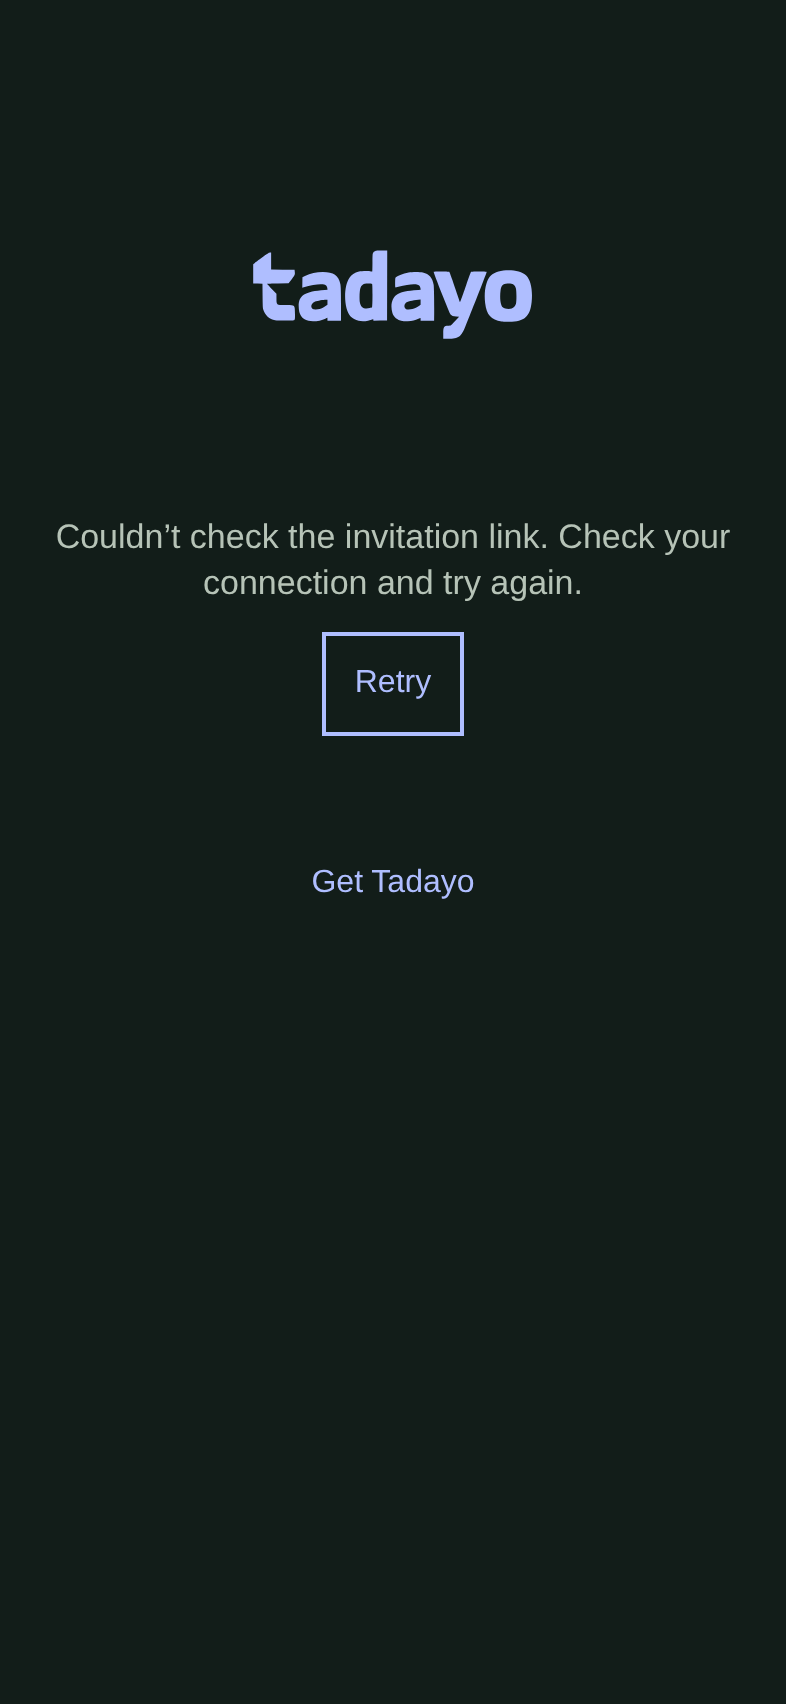 tadayo
Couldn’t check the invitation link. Check your
connection and try again.
Retry
Get Tadayo